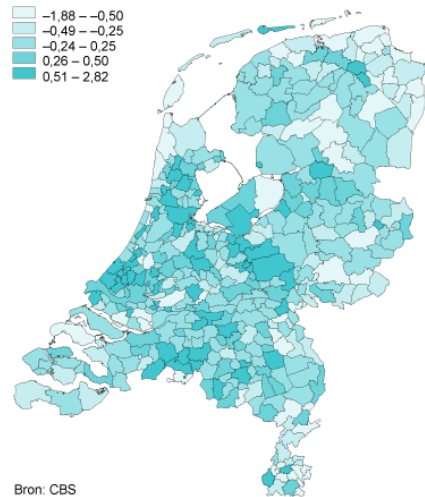 –1,88 – –0,50
–0,49 – –0,25
–0,24 – 0,25
0,26 – 0,50
0,51 – 2,82
Bron: CBS